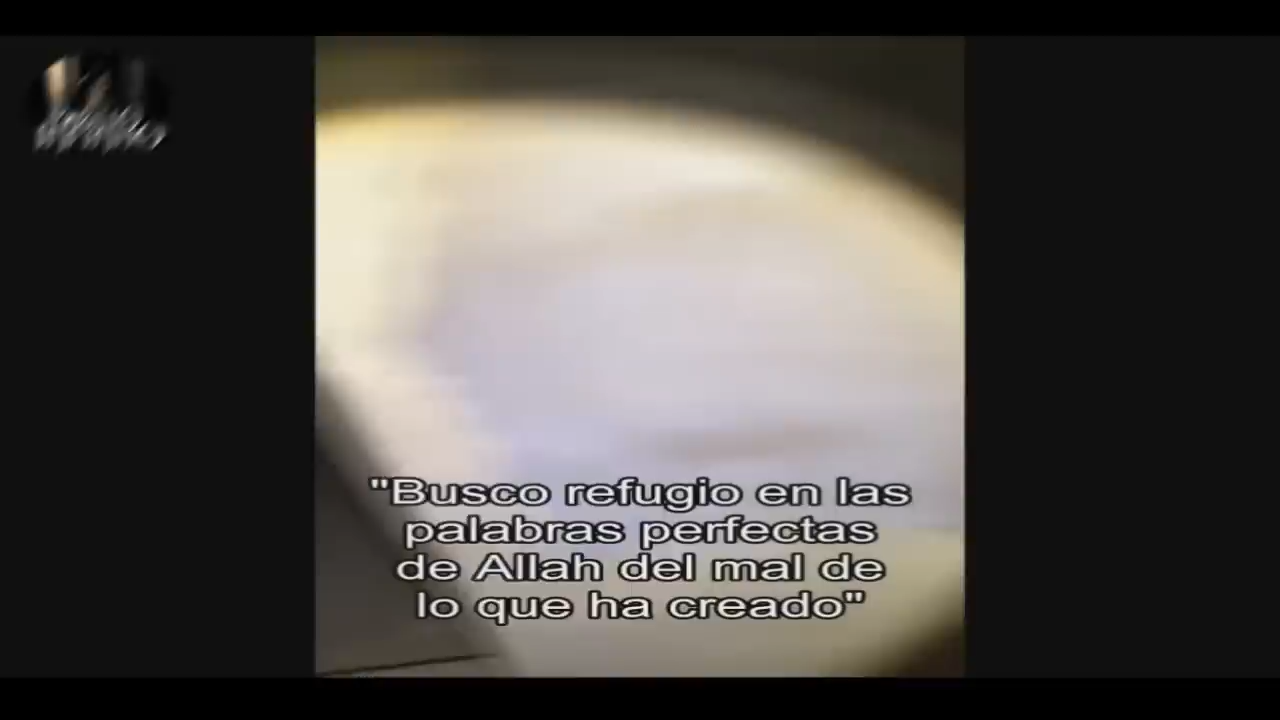 "Busco refugio en las
palabras perfectas
de Allah del mal de
lo que ha creado"